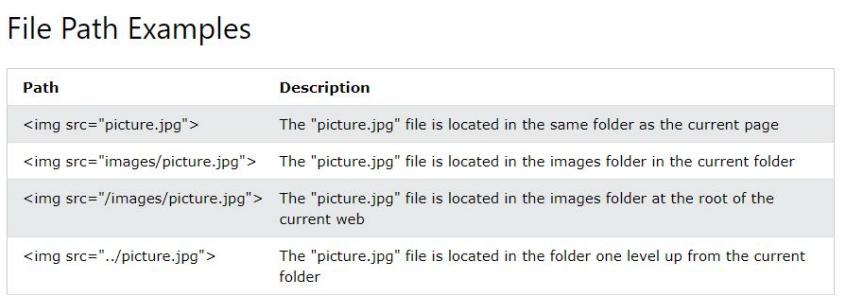 File Path Examples
Path Description
<img src="picture.jpg"> The "picture.jpg" file is located in the same folder as the current page
<img src="images/picture.jpg"> The "picture.jpg" file is located in the images folder in the current folder
<img src="/images/picture.jpg"> The "picture.jpg" file is located in the images folder at the root of the
current web
<img src="../picture.jpg"> The "picture.jpg" file is located in the folder one level up from the current
folder